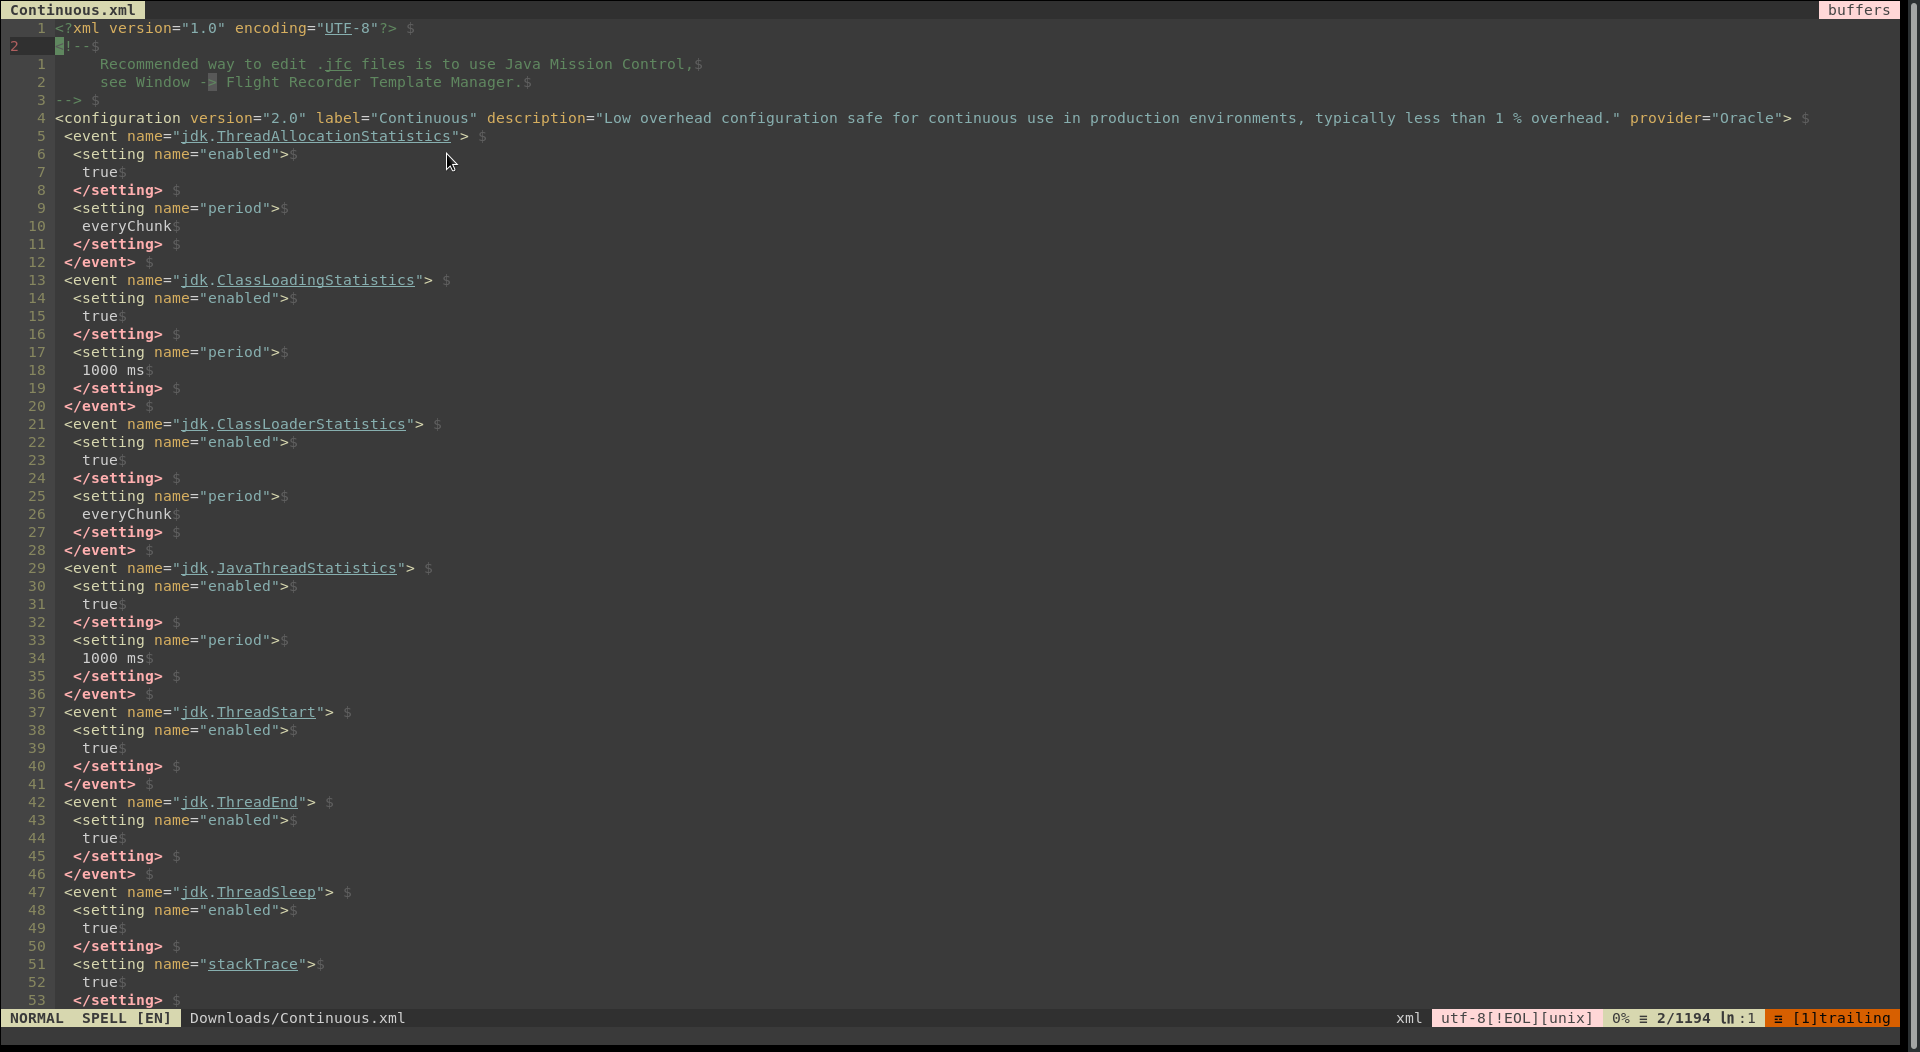 Continuous.xml buffers
1 <?xml version="1.0" encoding="UTF-8"?> $
2 <!--$
1 Recommended way to edit .jfc files is to use Java Mission Control,$
2 see Window -> Flight Recorder Template Manager.$
3 --> $
4 <configuration version="2.0" label="Continuous" description="Low overhead configuration safe for continuous use in production environments, typically less than 1 % overhead." provider="Oracle"> $
5 <event name="jdk.ThreadAllocationStatistics"> $
6 <setting name="enabled">$
7 true$
8 </setting> $
9 <setting name="period">$
10 everyChunk$
11 </setting> $
12 </event> $
13 <event name="jdk.ClassLoadingStatistics"> $
14 <setting name="enabled">$
15 true$
16 </setting> $
17 <setting name="period">$
18 1000 ms$
19 </setting> $
20 </event> $
21 <event name="jdk.ClassLoaderStatistics"> $
22 <setting name="enabled">$
23 true$
24 </setting> $
25 <setting name="period">$
26 everyChunk$
27 </setting> $
28 </event> $
29 <event name="jdk.JavaThreadStatistics"> $
30 <setting name="enabled">$
31 true$
32 </setting> $
33 <setting name="period">$
34 1000 ms$
35 </setting> $
36 </event> $
37 <event name="jdk.ThreadStart"> $
38 <setting name="enabled">$
39 true$
40 </setting> $
41 </event> $
42 <event name="jdk.ThreadEnd"> $
43 <setting name="enabled">$
44 true$
45 </setting> $
46 </event> $
47 <event name="jdk.ThreadSleep"> $
48 <setting name="enabled">$
49 true$
50 </setting> $
51 <setting name="stackTrace">$
52 true$
53 </setting> $
NORMAL SPELL [EN] Downloads/Continuous.xml xml utf-8[!EOL][unix] 0% ≡ 2/1194 ㏑:1 ☲ [1]trailing